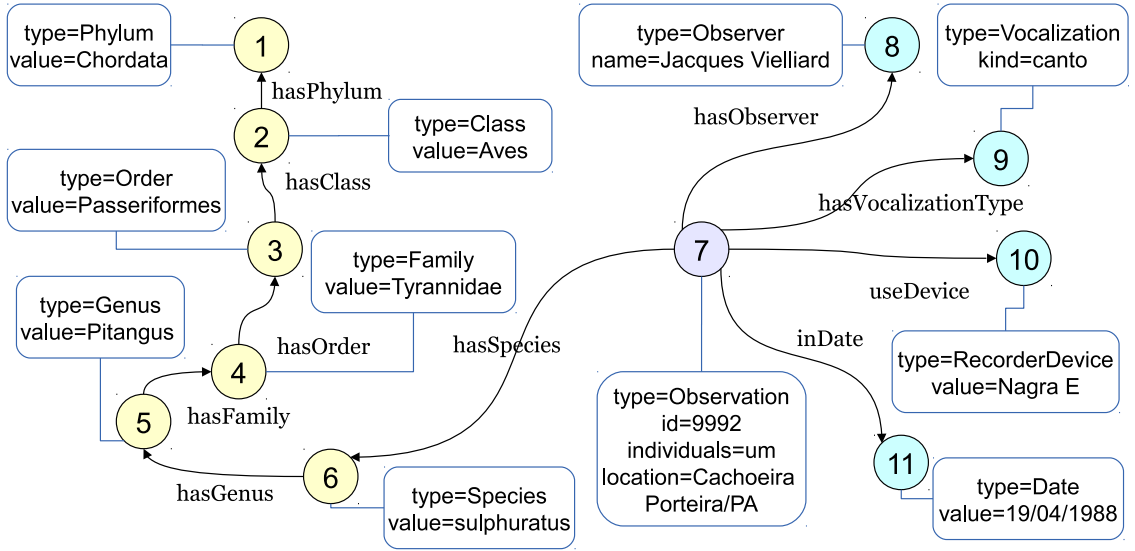 type=Phylum
value=Chordata
1
hasPhylum
2
type=Class
value=Aves
hasClass
type=Order
value=Passeriformes
3
type=Family
value=Tyrannidae
type=Genus
value=Pitangus
hasOrder
4
hasFamily
5
hasGenus
6
type=Species
value=sulphuratus
hasSpecies
type=Observer
name=Jacques Vielliard
8
type=Vocalization
kind=canto
hasObserver
9
hasVocalizationType
7
10
useDevice
inDate
type=RecorderDevice
value=Nagra E
type=Observation
id=9992
individuals=um
location=Cachoeira
Porteira/PA
11
type=Date
value=19/04/1988